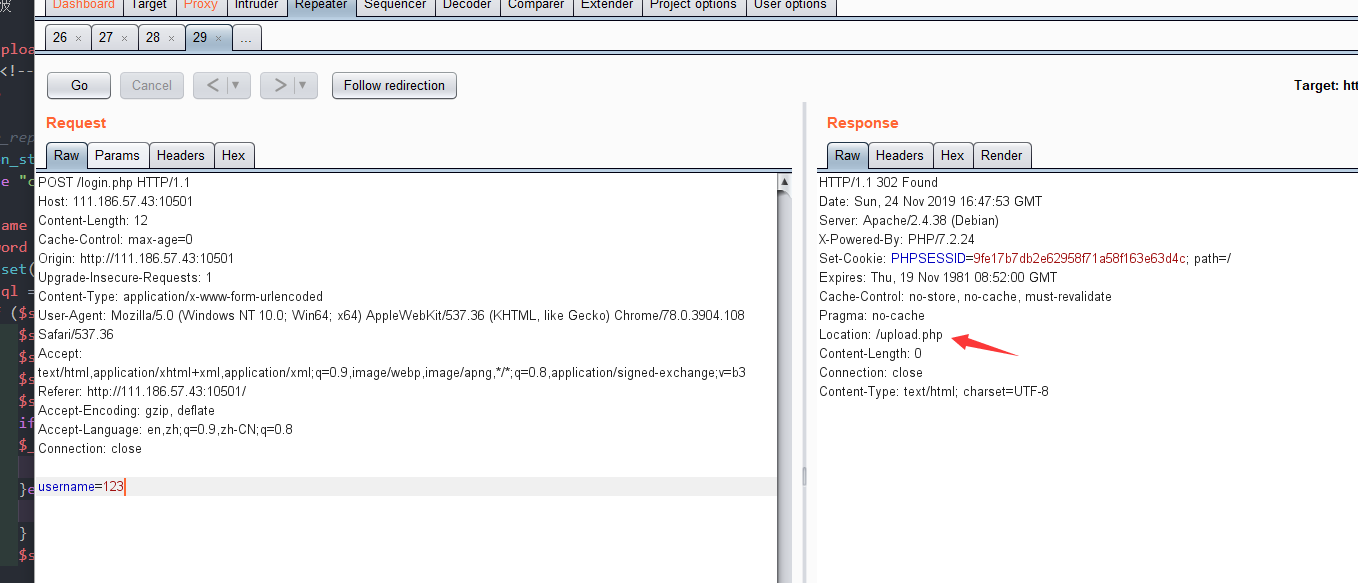 波
Dashboard Target Proxy Intruder Repeater Sequencer Decoder Comparer Extender Project options User options
26 × 27 × 28 × 29 × ...
Go Cancel < ▼ > ▼ Follow redirection Target: htt
Request
Raw Params Headers Hex
POST /login.php HTTP/1.1
Host: 111.186.57.43:10501
Content-Length: 12
Cache-Control: max-age=0
Origin: http://111.186.57.43:10501
Upgrade-Insecure-Requests: 1
Content-Type: application/x-www-form-urlencoded
User-Agent: Mozilla/5.0 (Windows NT 10.0; Win64; x64) AppleWebKit/537.36 (KHTML, like Gecko) Chrome/78.0.3904.108
Safari/537.36
Accept:
text/html,application/xhtml+xml,application/xml;q=0.9,image/webp,image/apng,*/*;q=0.8,application/signed-exchange;v=b3
Referer: http://111.186.57.43:10501/
Accept-Encoding: gzip, deflate
Accept-Language: en,zh;q=0.9,zh-CN;q=0.8
Connection: close
username=123
Response
Raw Headers Hex Render
HTTP/1.1 302 Found
Date: Sun, 24 Nov 2019 16:47:53 GMT
Server: Apache/2.4.38 (Debian)
X-Powered-By: PHP/7.2.24
Set-Cookie: PHPSESSID=9fe17b7db2e62958f71a58f163e63d4c; path=/
Expires: Thu, 19 Nov 1981 08:52:00 GMT
Cache-Control: no-store, no-cache, must-revalidate
Pragma: no-cache
Location: /upload.php
Content-Length: 0
Connection: close
Content-Type: text/html; charset=UTF-8
ploa
<!--
_rep
n_st
e "c
ame
ord
set(
ql =
($s
$s
$s
$s
$s
if
$_
}e
}
$s